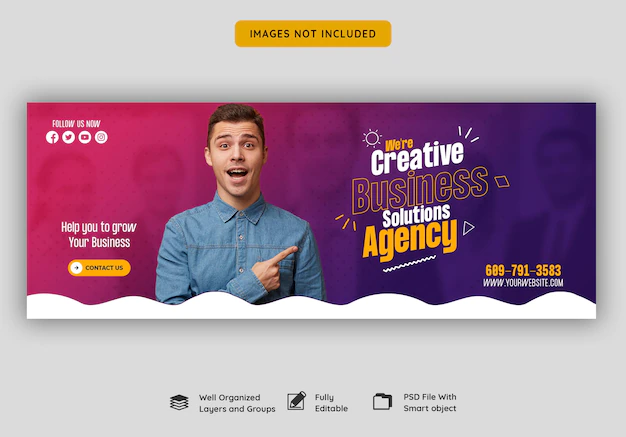 IMAGES NOT INCLUDED
FOLLOW US NOW
Help you to grow
Your Business
CONTACT US
We're
Creative
Business
Solutions
Agency
609-791-3583
WWW.YOURWEBSITE.COM
Well Organized
Layers and Groups
Fully
Editable
PSD File With
Smart object